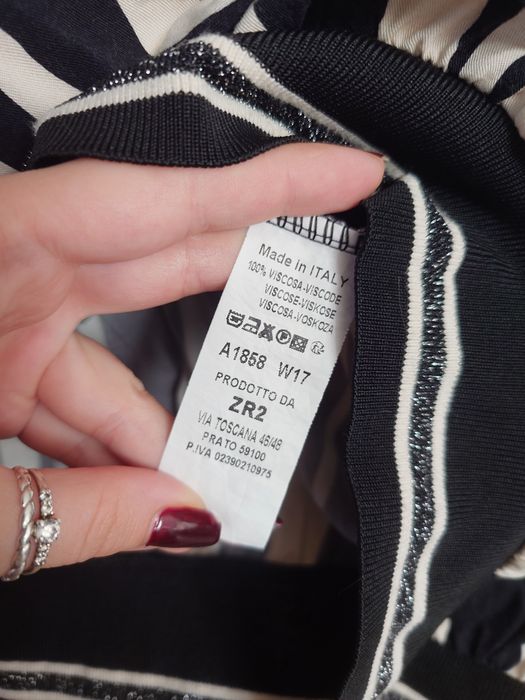 Made in ITALY
100% VISCOSA-VISCODE
VISCOSE-VISKOSE
VISCOSA-VOSKOZA
A1858 W17
PRODOTTO DA
ZR2
VIA TOSCANA 46/48
PRATO 59100
P.IVA 02390210975